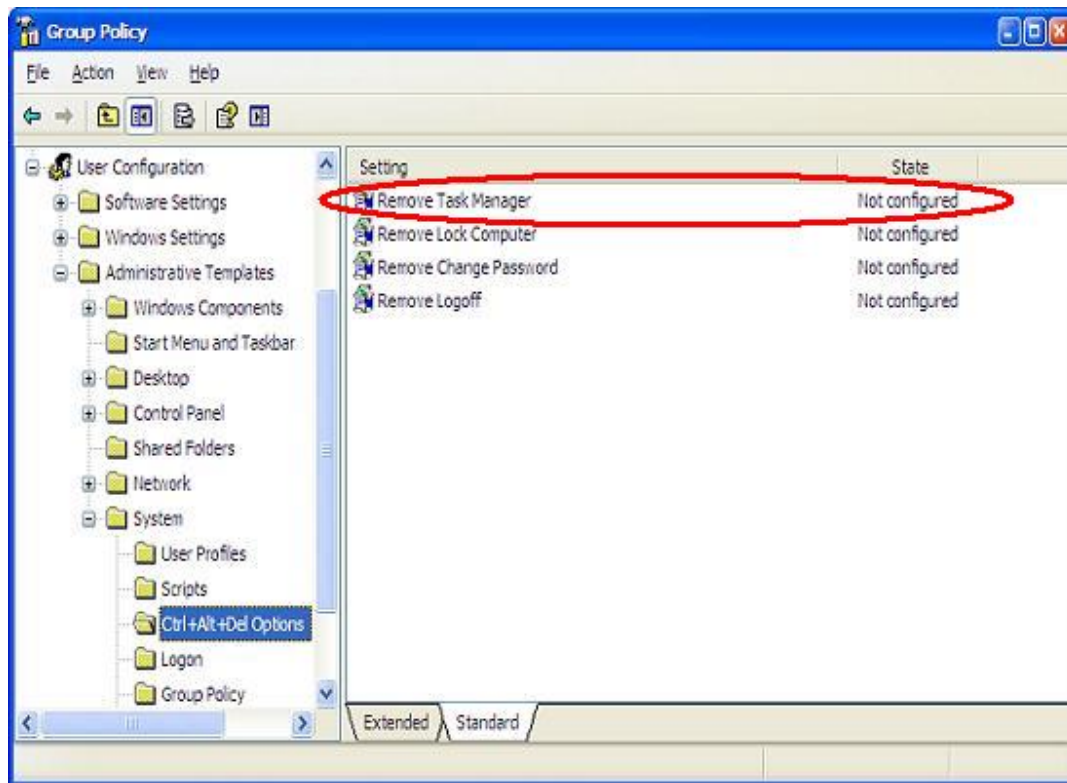 Group Policy
File Action View Help
User Configuration
Software Settings
Windows Settings
Administrative Templates
Windows Components
Start Menu and Taskbar
Desktop
Control Panel
Shared Folders
Network
System
User Profiles
Scripts
Ctrl+Alt+Del Options
Logon
Group Policy
Setting State
Remove Task Manager Not configured
Remove Lock Computer Not configured
Remove Change Password Not configured
Remove Logoff Not configured
Extended Standard